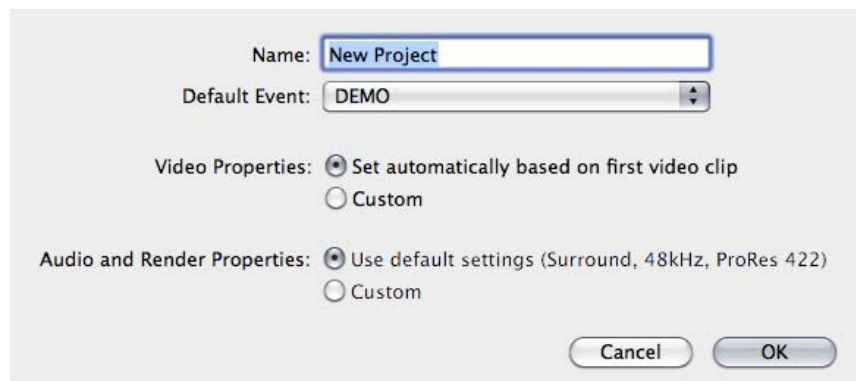 Name: New Project
Default Event: DEMO
Video Properties: Set automatically based on first video clip
Custom
Audio and Render Properties: Use default settings (Surround, 48kHz, ProRes 422)
Custom
Cancel OK